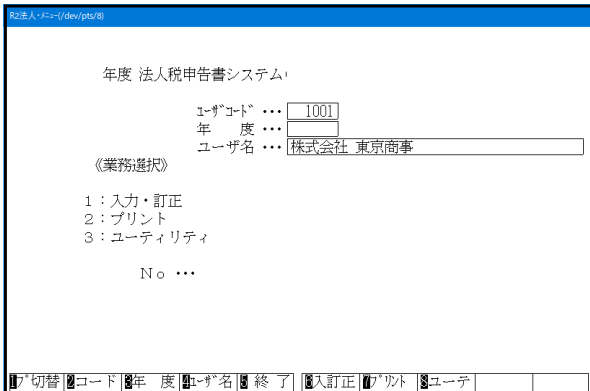 R2法人・ﾒﾆｭｰ(/dev/pts/8)
年度 法人税申告書システム
ﾕｰｻﾞｺｰﾄﾞ ・・・ 1001
年　　度 ・・・
ユーザ名 ・・・ 株式会社 東京商事
《業務選択》
１：入力・訂正
２：プリント
３：ユーティリティ
Ｎｏ ・・・
1ﾌﾟ切替 2コード 3年　度 4ﾕｰｻﾞ名 5 終 了 6入訂正 7ﾌﾟﾘﾝﾄ 8ユーテ